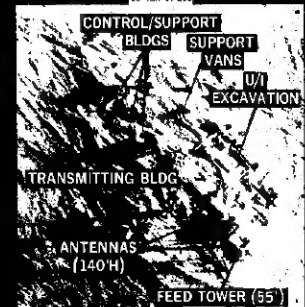 CONTROL/SUPPORT
BLDGS
SUPPORT
VANS
U/I
EXCAVATION
TRANSMITTING BLDG
ANTENNAS
(140'H)
FEED TOWER (55')